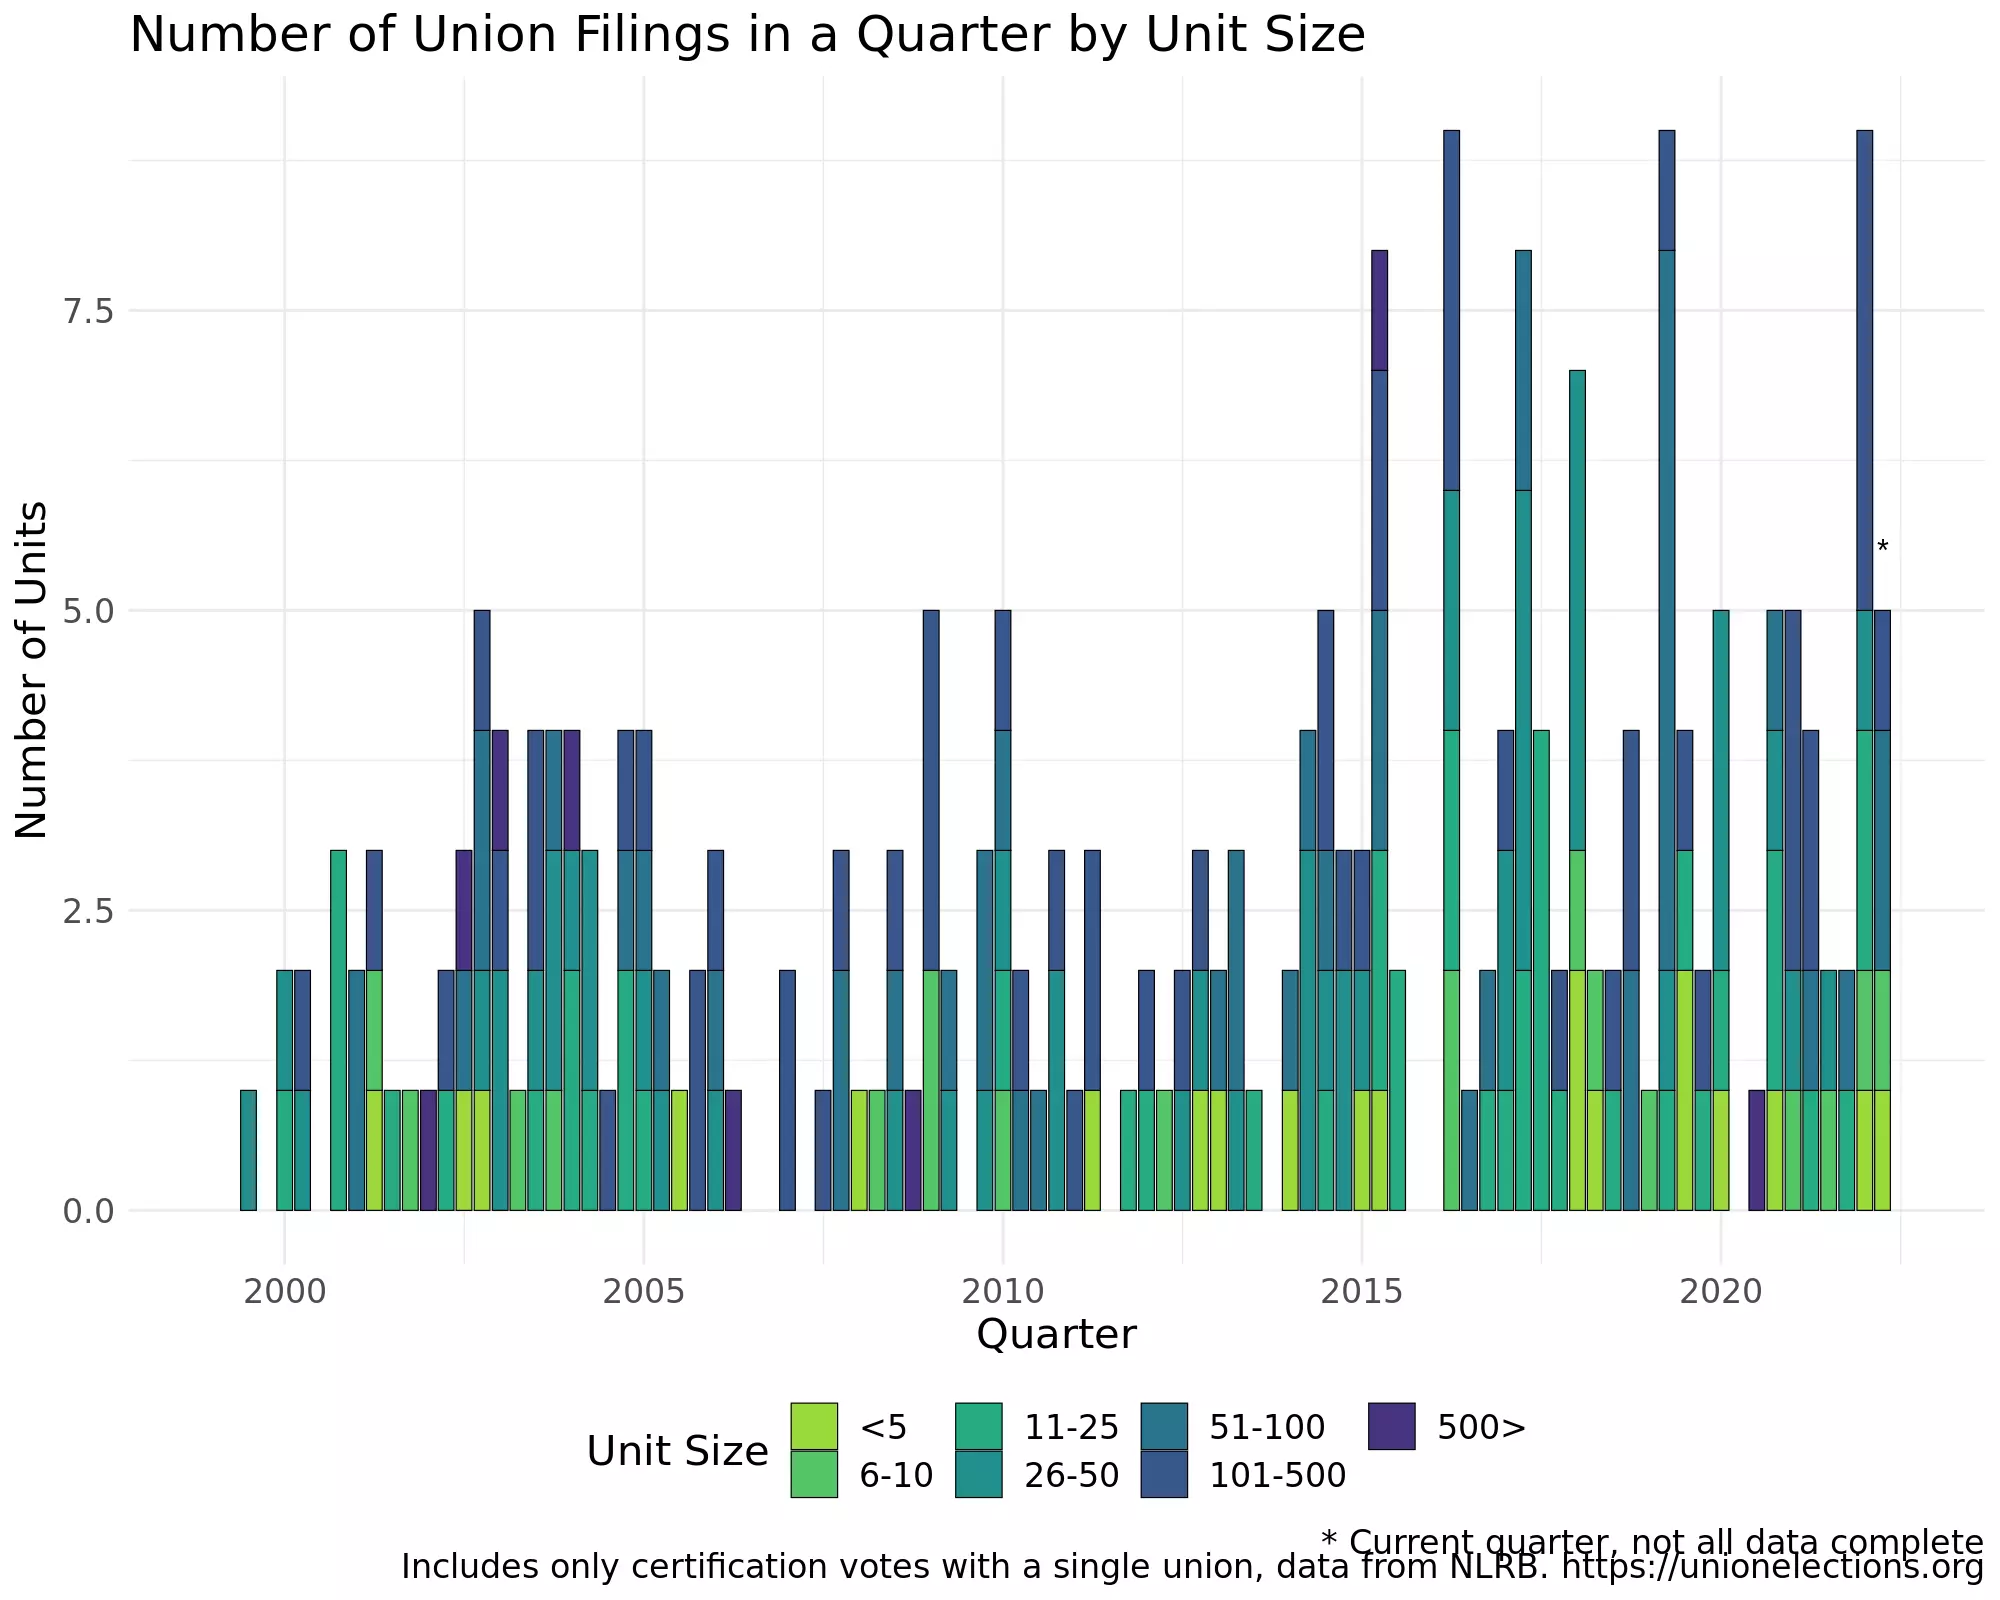 Number of Union Filings in a Quarter by Unit Size
Number of Units
7.5
5.0
2.5
0.0
*
2000 2005 2010 2015 2020
Quarter
Unit Size
<5 11-25 51-100 500>
6-10 26-50 101-500
* Current quarter, not all data complete
Includes only certification votes with a single union, data from NLRB. https://unionelections.org